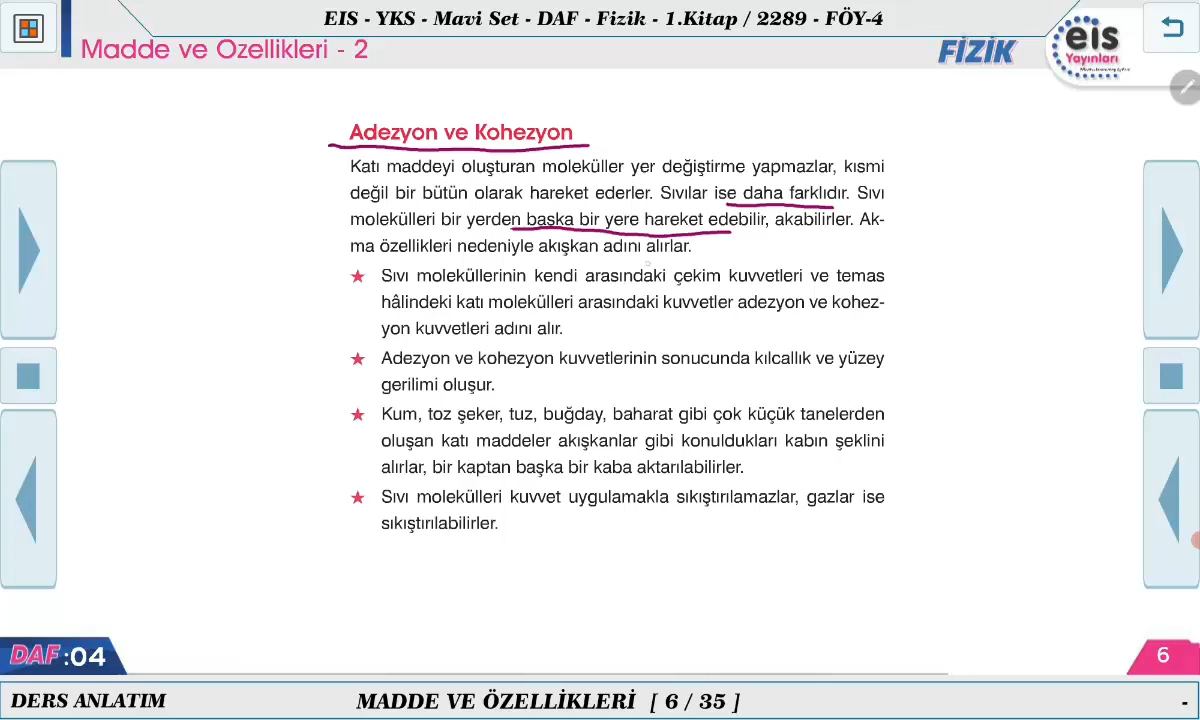 EIS - YKS - Mavi Set - DAF - Fizik - 1.Kitap / 2289 - FÖY-4
Madde ve Özellikleri - 2
FİZİK
eis
Yayınları
Adezyon ve Kohezyon
Katı maddeyi oluşturan moleküller yer değiştirme yapmazlar, kısmi
değil bir bütün olarak hareket ederler. Sıvılar ise daha farklıdır. Sıvı
molekülleri bir yerden başka bir yere hareket edebilir, akabilirler. Ak-
ma özellikleri nedeniyle akışkan adını alırlar.
★ Sıvı moleküllerinin kendi arasındaki çekim kuvvetleri ve temas
hâlindeki katı molekülleri arasındaki kuvvetler adezyon ve kohez-
yon kuvvetleri adını alır.
★ Adezyon ve kohezyon kuvvetlerinin sonucunda kılcallık ve yüzey
gerilimi oluşur.
★ Kum, toz şeker, tuz, buğday, baharat gibi çok küçük tanelerden
oluşan katı maddeler akışkanlar gibi konuldukları kabın şeklini
alırlar, bir kaptan başka bir kaba aktarılabilirler.
★ Sıvı molekülleri kuvvet uygulamakla sıkıştırılamazlar, gazlar ise
sıkıştırılabilirler.
DAF :04
6
DERS ANLATIM
MADDE VE ÖZELLİKLERİ [ 6 / 35 ]
-